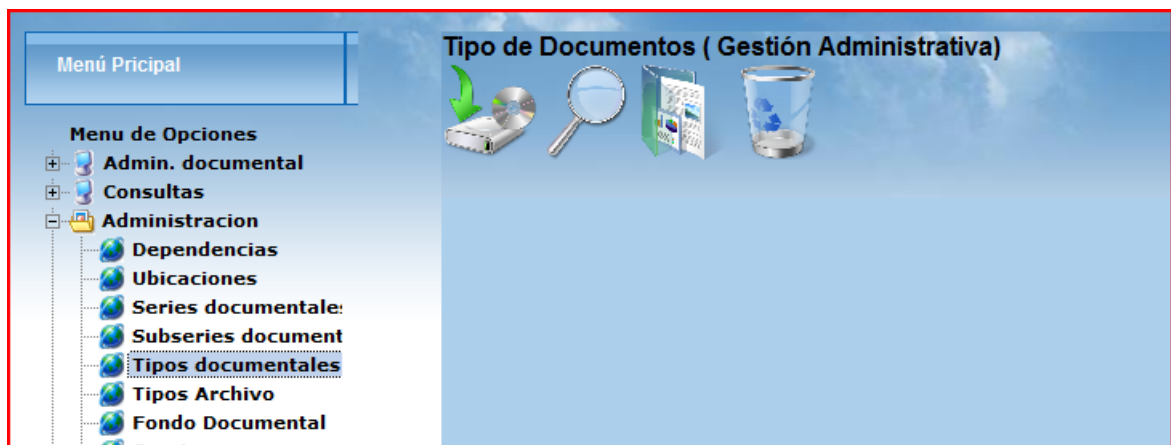 Menú Pricipal
Tipo de Documentos ( Gestión Administrativa)
Menu de Opciones
Admin. documental
Consultas
Administracion
Dependencias
Ubicaciones
Series documentale
Subseries document
Tipos documentales
Tipos Archivo
Fondo Documental